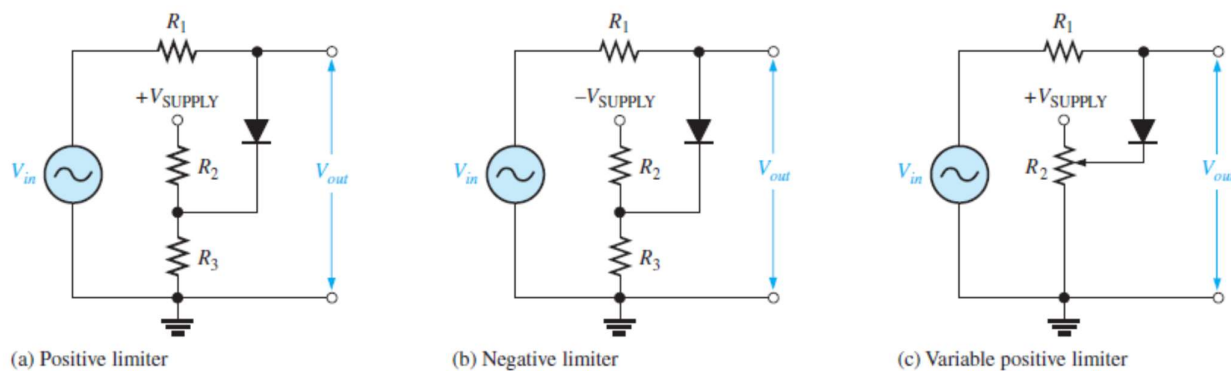 R1
+VSUPPLY
R2
R3
Vin
Vout
(a) Positive limiter
R1
−VSUPPLY
R2
R3
Vin
Vout
(b) Negative limiter
R1
+VSUPPLY
R2
Vin
Vout
(c) Variable positive limiter